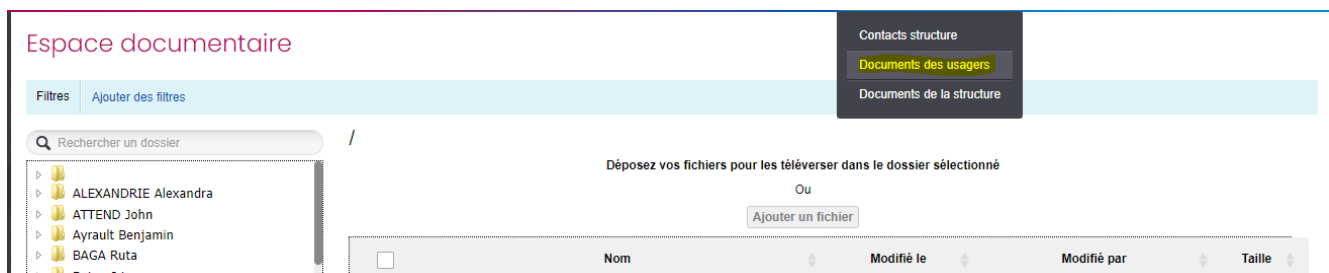 Contacts structure
Espace documentaire
Documents des usagers
Filtres Ajouter des filtres
Documents de la structure
Rechercher un dossier
/
Déposez vos fichiers pour les téléverser dans le dossier sélectionné
Ou
Ajouter un fichier
ALEXANDRIE Alexandra
ATTEND John
Ayrault Benjamin
BAGA Ruta
Nom Modifié le Modifié par Taille